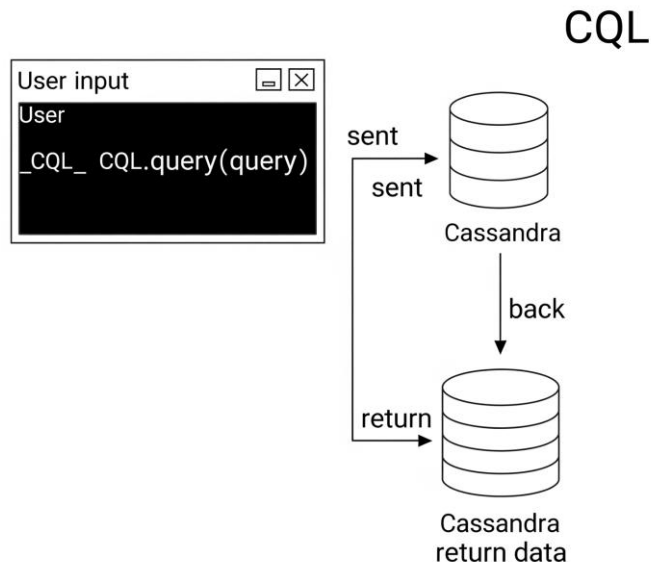 CQL
User input
User
_CQL_ CQL.query(query)
sent
sent
Cassandra
back
return
Cassandra
return data